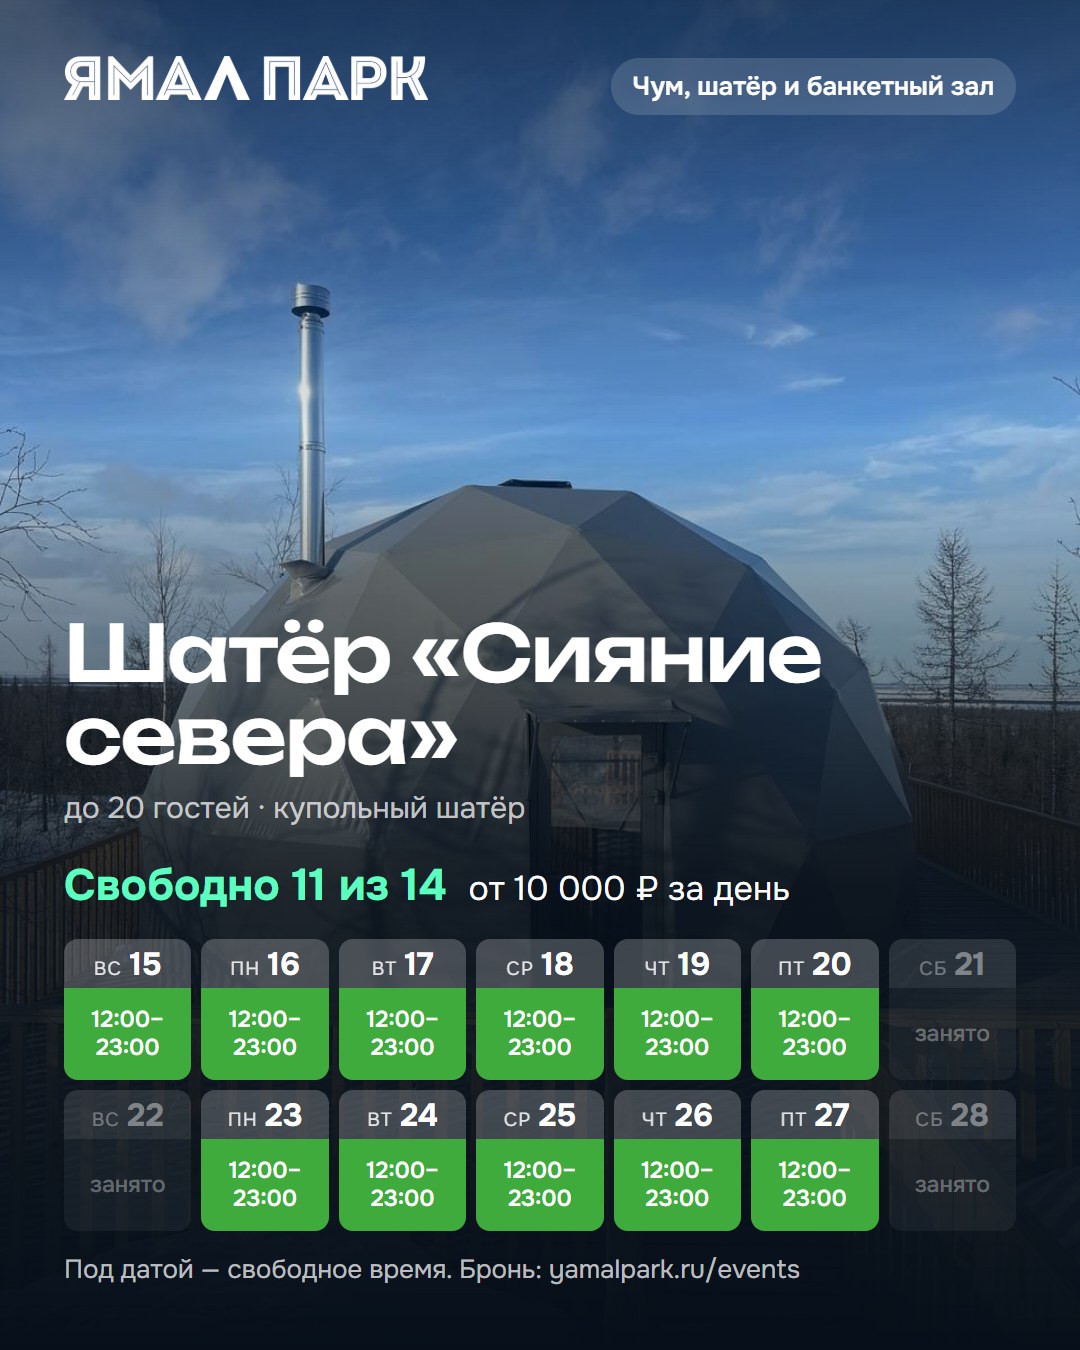 ЯМАЛ ПАРК
Чум, шатёр и банкетный зал
Шатёр «Сияние
севера»
до 20 гостей · купольный шатёр
Свободно 11 из 14 от 10 000 ₽ за день
ВС 15 ПН 16 ВТ 17 СР 18 ЧТ 19 ПТ 20 СБ 21
12:00– 12:00– 12:00– 12:00– 12:00– 12:00– занято
23:00 23:00 23:00 23:00 23:00 23:00
ВС 22 ПН 23 ВТ 24 СР 25 ЧТ 26 ПТ 27 СБ 28
занято 12:00– 12:00– 12:00– 12:00– 12:00– занято
23:00 23:00 23:00 23:00 23:00
Под датой — свободное время. Бронь: yamalpark.ru/events